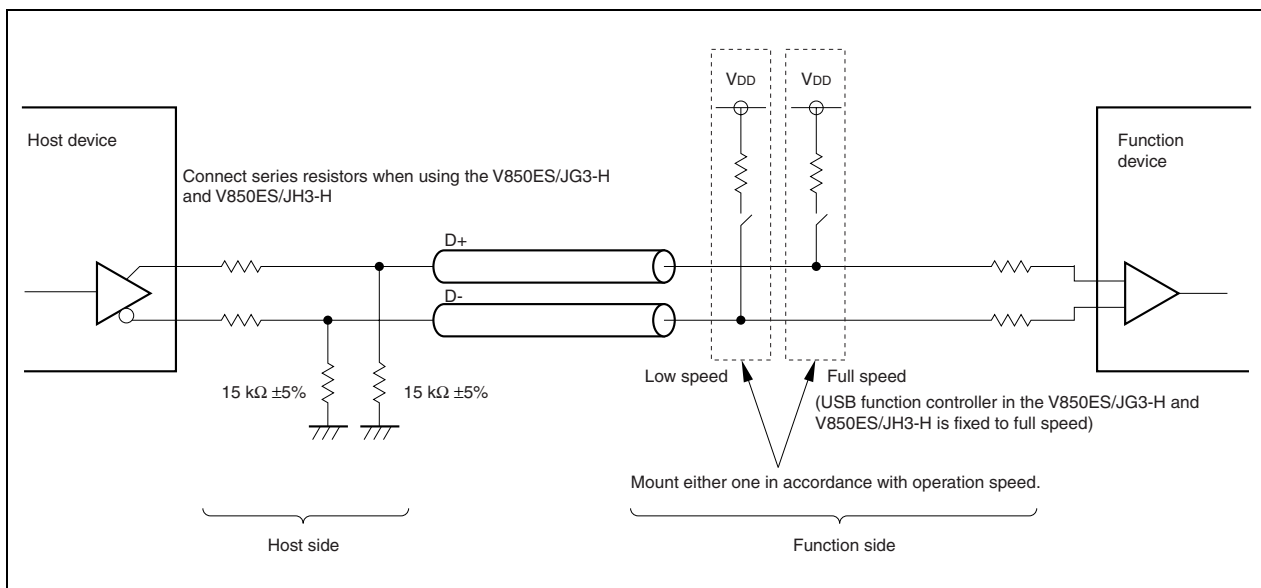 VDD
VDD
Host device
Function
device
Connect series resistors when using the V850ES/JG3-H
and V850ES/JH3-H
D+
D-
15 kΩ ±5%
15 kΩ ±5%
Low speed
Full speed
(USB function controller in the V850ES/JG3-H and
V850ES/JH3-H is fixed to full speed)
Mount either one in accordance with operation speed.
Host side
Function side